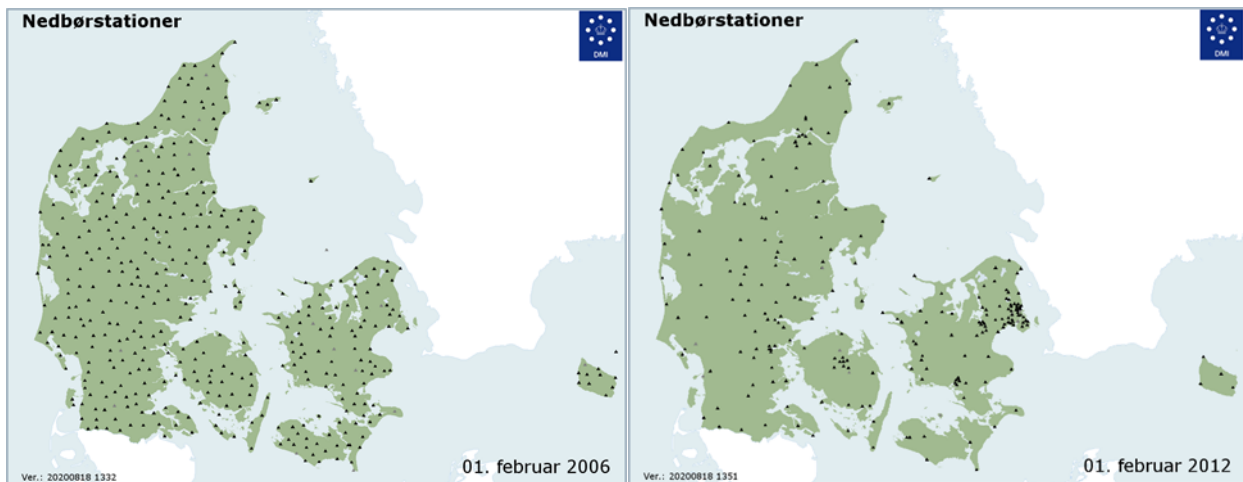 Nedbørstationer
DMI
01. februar 2006
Ver.: 20200818 1332
Nedbørstationer
DMI
01. februar 2012
Ver.: 20200818 1351